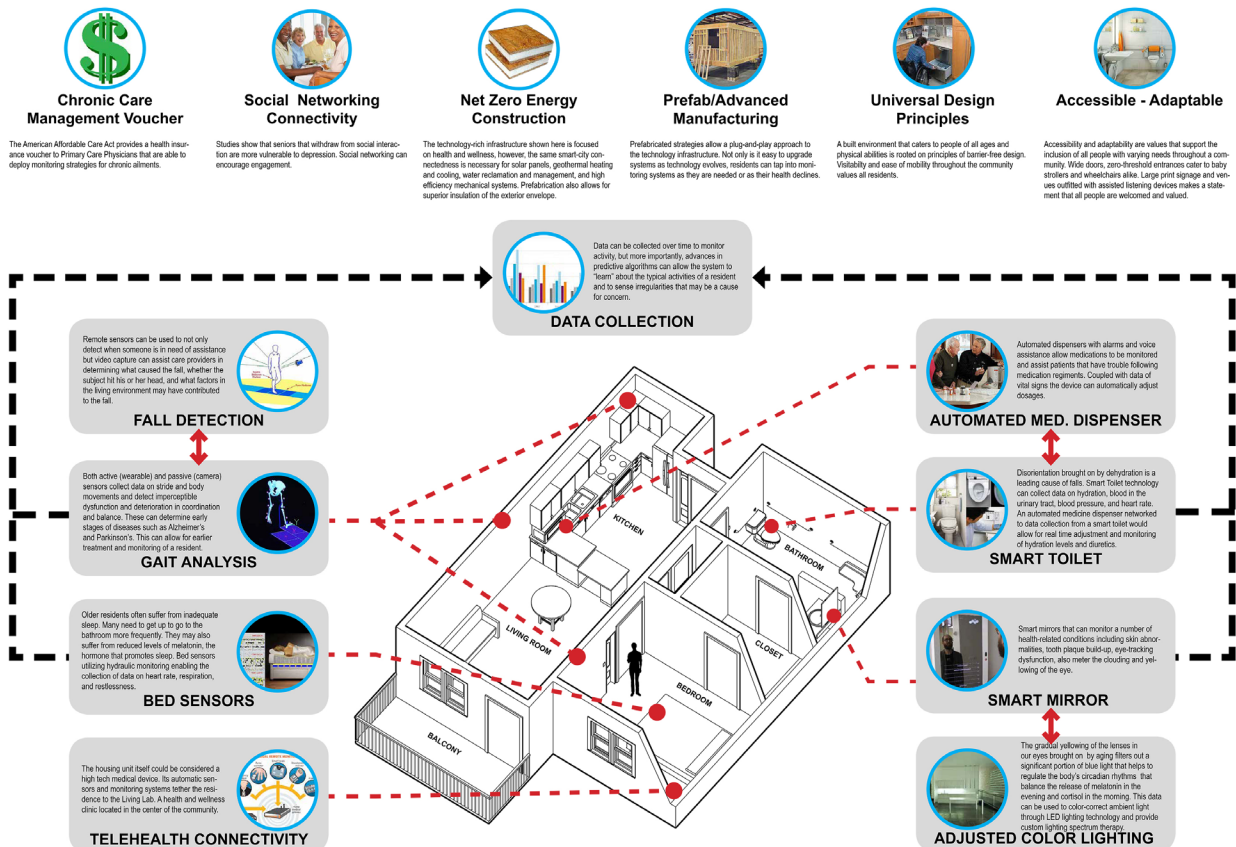 Chronic Care
Management Voucher
The American Affordable Care Act provides a health insur-
ance voucher to Primary Care Physicians that are able to
deploy monitoring strategies for chronic ailments.
Social Networking
Connectivity
Studies show that seniors that withdraw from social interac-
tion are more vulnerable to depression. Social networking can
encourage engagement.
Net Zero Energy
Construction
The technology-rich infrastructure shown here is focused
on health and wellness, however, the same smart-city con-
nectedness is necessary for solar panels, geothermal heating
and cooling, water reclamation and management, and high
efficiency mechanical systems. Prefabrication also allows for
superior insulation of the exterior envelope.
Prefab/Advanced
Manufacturing
Prefabricated strategies allow a plug-and-play approach to
the technology infrastructure. Not only is it easy to upgrade
systems as technology evolves, residents can tap into moni-
toring systems as they are needed or as their health declines.
Universal Design
Principles
A built environment that caters to people of all ages and
physical abilities is rooted on principles of barrier-free design.
Visitabilty and ease of mobility throughout the community
values all residents.
Accessible - Adaptable
Accessibility and adaptability are values that support the
inclusion of all people with varying needs throughout a com-
munity. Wide doors, zero-threshold entrances cater to baby
strollers and wheelchairs alike. Large print signage and ven-
ues outfitted with assisted listening devices makes a state-
ment that all people are welcomed and valued.
Data can be collected over time to monitor
activity, but more importantly, advances in
predictive algorithms can allow the system to
“learn” about the typical activities of a resident
and to sense irregularities that may be a cause
for concern.
DATA COLLECTION
Remote sensors can be used to not only
detect when someone is in need of assistance
but video capture can assist care providers in
determining what caused the fall, whether the
subject hit his or her head, and what factors in
the living environment may have contributed
to the fall.
FALL DETECTION
Both active (wearable) and passive (camera)
sensors collect data on stride and body
movements and detect imperceptible
dysfunction and deterioration in coordination
and balance. These can determine early
stages of diseases such as Alzheimer’s
and Parkinson’s. This can allow for earlier
treatment and monitoring of a resident.
GAIT ANALYSIS
Older residents often suffer from inadequate
sleep. Many need to get up to go to the
bathroom more frequently. They may also
suffer from reduced levels of melatonin, the
hormone that promotes sleep. Bed sensors
utilizing hydraulic monitoring enabling the
collection of data on heart rate, respiration,
and restlessness.
BED SENSORS
The housing unit itself could be considered a
high tech medical device. Its automatic sen-
sors and monitoring systems tether the resi-
dence to the Living Lab. A health and wellness
clinic located in the center of the community.
TELEHEALTH CONNECTIVITY
KITCHEN
BATHROOM
LIVING ROOM
CLOSET
BEDROOM
BALCONY
Automated dispensers with alarms and voice
assistance allow medications to be monitored
and assist patients that have trouble following
medication regiments. Coupled with data of
vital signs the device can automatically adjust
dosages.
AUTOMATED MED. DISPENSER
Disorientation brought on by dehydration is a
leading cause of falls. Smart Toilet technology
can collect data on hydration, blood in the
urinary tract, blood pressure, and heart rate.
An automated medicine dispenser networked
to data collection from a smart toilet would
allow for real time adjustment and monitoring
of hydration levels and diuretics.
SMART TOILET
Smart mirrors that can monitor a number of
health-related conditions including skin abnor-
malities, tooth plaque build-up, eye-tracking
dysfunction, also meter the clouding and yel-
lowing of the eye.
SMART MIRROR
The gradual yellowing of the lenses in
our eyes brought on by aging filters out a
significant portion of blue light that helps to
regulate the body’s circadian rhythms that
balance the release of melatonin in the
evening and cortisol in the morning. This data
can be used to color-correct ambient light
through LED lighting technology and provide
custom lighting spectrum therapy.
ADJUSTED COLOR LIGHTING